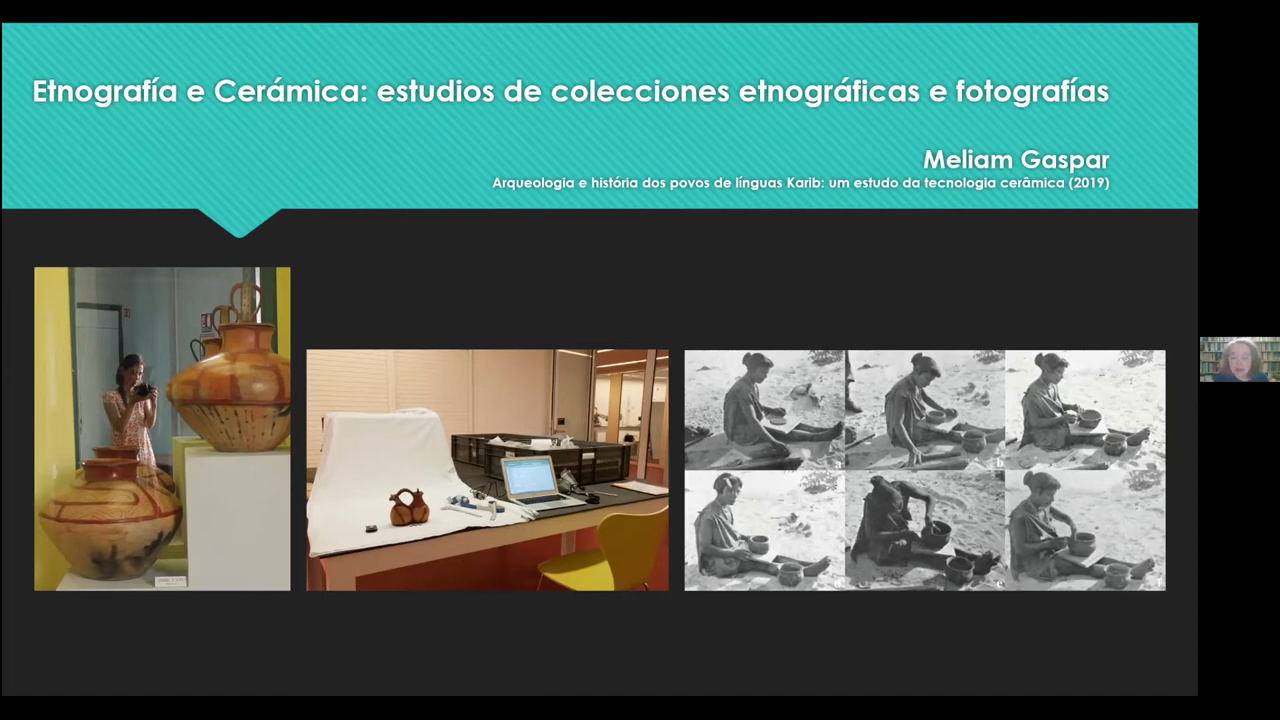 Etnografía e Cerámica: estudios de colecciones etnográficas e fotografías
Meliam Gaspar
Arqueologia e história dos povos de línguas Karib: um estudo da tecnologia cerâmica (2019)
a
b
e